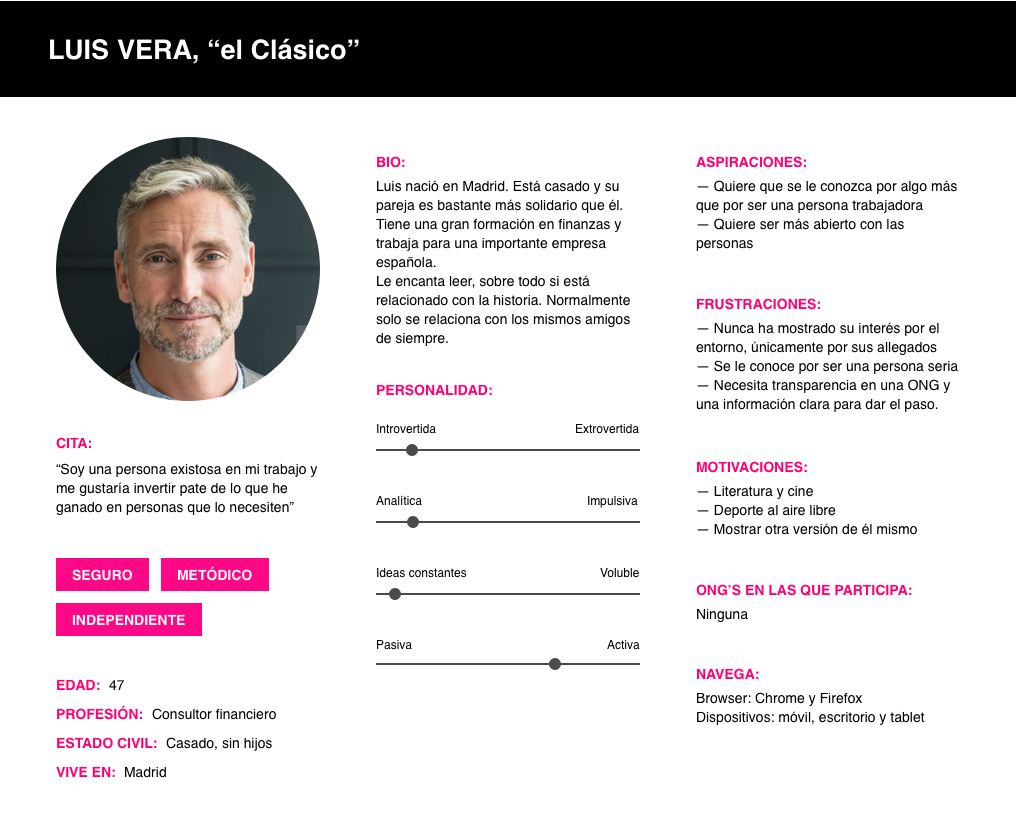 LUIS VERA, “el Clásico”
CITA:
“Soy una persona existosa en mi trabajo y
me gustaría invertir pate de lo que he
ganado en personas que lo necesiten”
SEGURO
METÓDICO
INDEPENDIENTE
EDAD: 47
PROFESIÓN: Consultor financiero
ESTADO CIVIL: Casado, sin hijos
VIVE EN: Madrid
BIO:
Luis nació en Madrid. Está casado y su
pareja es bastante más solidario que él.
Tiene una gran formación en finanzas y
trabaja para una importante empresa
española.
Le encanta leer, sobre todo si está
relacionado con la historia. Normalmente
solo se relaciona con los mismos amigos
de siempre.
PERSONALIDAD:
Introvertida Extrovertida
Analítica Impulsiva
Ideas constantes Voluble
Pasiva Activa
ASPIRACIONES:
— Quiere que se le conozca por algo más
que por ser una persona trabajadora
— Quiere ser más abierto con las
personas
FRUSTRACIONES:
— Nunca ha mostrado su interés por el
entorno, únicamente por sus allegados
— Se le conoce por ser una persona seria
— Necesita transparencia en una ONG y
una información clara para dar el paso.
MOTIVACIONES:
— Literatura y cine
— Deporte al aire libre
— Mostrar otra versión de él mismo
ONG’S EN LAS QUE PARTICIPA:
Ninguna
NAVEGA:
Browser: Chrome y Firefox
Dispositivos: móvil, escritorio y tablet